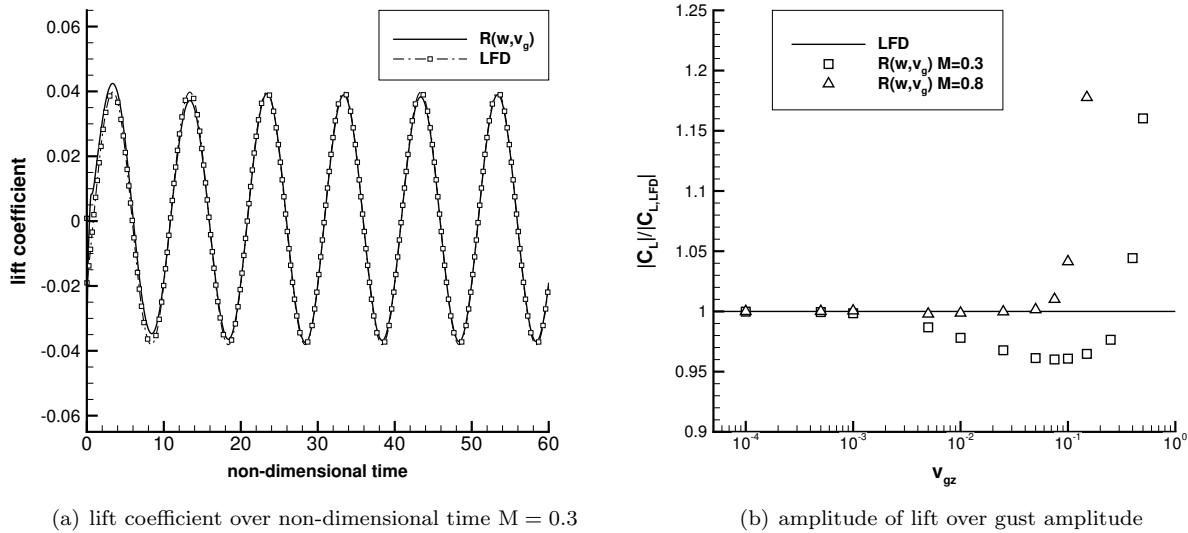 0.06
0.04
0.02
0
-0.02
-0.04
-0.06
lift coefficient
R(w,v_g)
LFD
0 10 20 30 40 50 60
non-dimensional time
(a) lift coefficient over non-dimensional time M = 0.3
1.25
1.2
1.15
1.1
1.05
1
0.95
0.9
|C_L|/|C_L,LFD|
LFD
R(w,v_g) M=0.3
R(w,v_g) M=0.8
10^-4 10^-3 10^-2 10^-1 10^0
v_gz
(b) amplitude of lift over gust amplitude